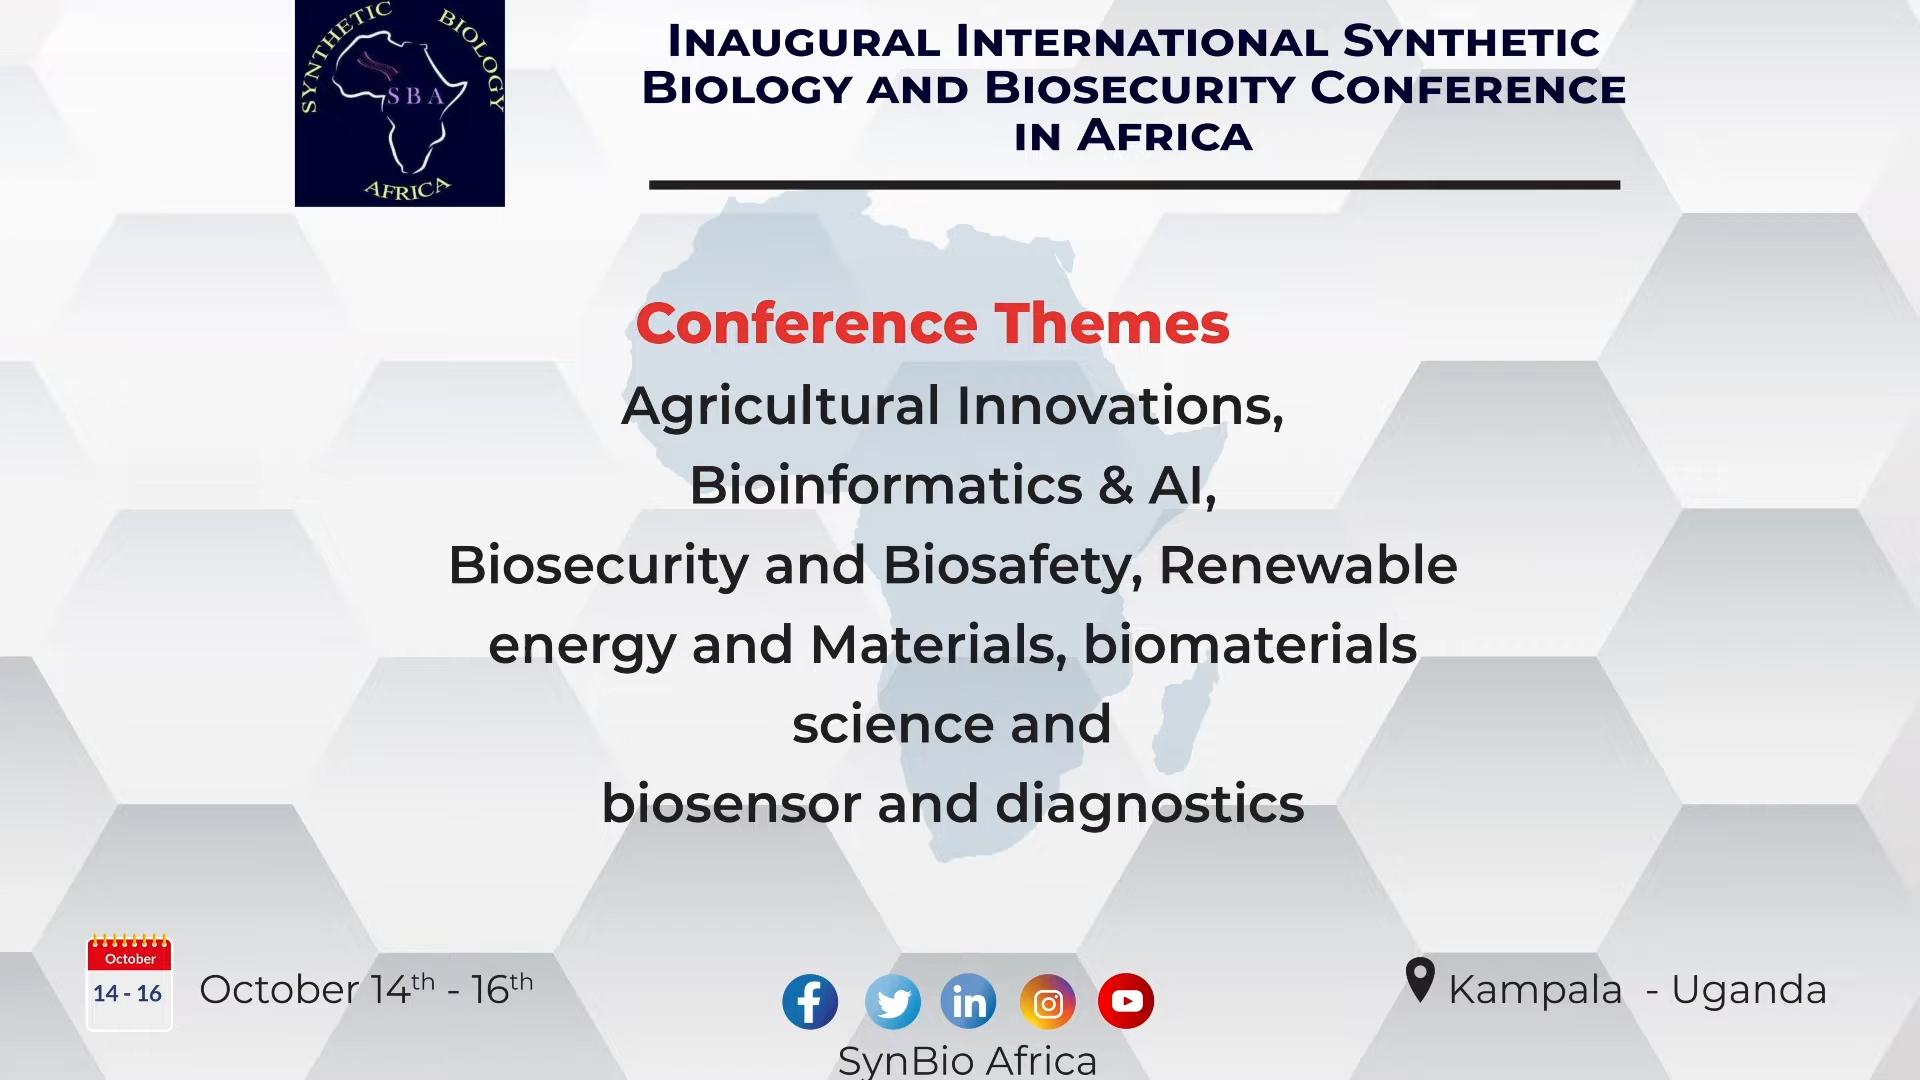 SYNTHETIC BIOLOGY
SBA
AFRICA
Inaugural International Synthetic
Biology and Biosecurity Conference
in Africa
Conference Themes
Agricultural Innovations,
Bioinformatics & AI,
Biosecurity and Biosafety, Renewable
energy and Materials, biomaterials
science and
biosensor and diagnostics
October
14 - 16
October 14th - 16th
Kampala - Uganda
SynBio Africa